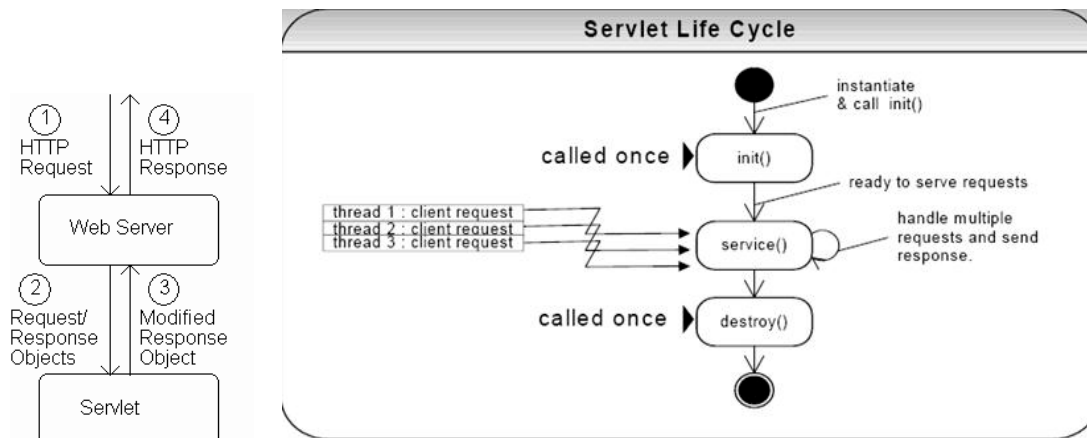 1
HTTP
Request
4
HTTP
Response
Web Server
2
Request/
Response
Objects
3
Modified
Response
Object
Servlet
Servlet Life Cycle
instantiate
& call init()
called once
init()
ready to serve requests
thread 1 : client request
thread 2 : client request
thread 3 : client request
service()
handle multiple
requests and send
response.
called once
destroy()